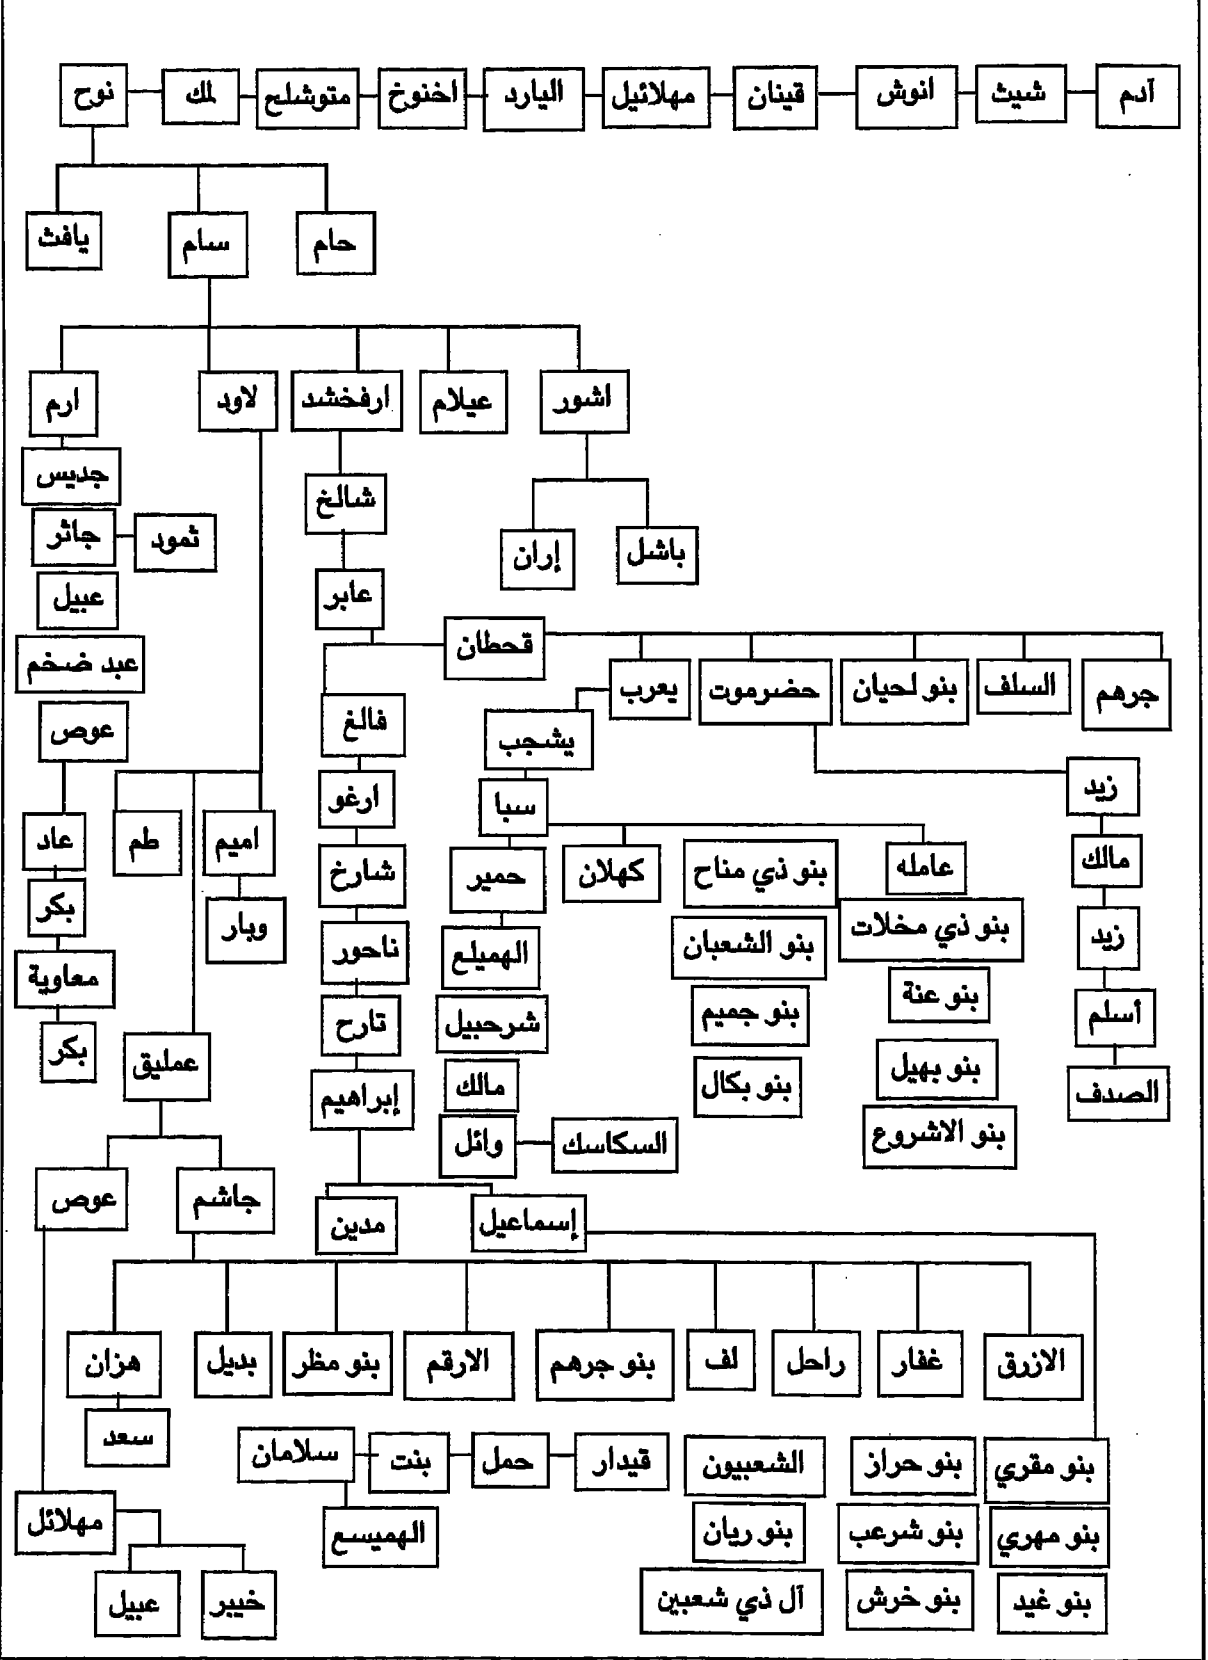 آدم
شيث
انوش
قينان
مهلائيل
اليارد
اخنوخ
متوشلح
لمك
نوح
حام
سام
يافث
اشور
عيلام
ارفخشد
لاود
ارم
جديس
شالخ
ثمود
جاثر
باشل
إران
عابر
عبيل
قحطان
عبد ضخم
جرهم
السلف
بنو لحيان
حضرموت
يعرب
فالغ
عوص
يشجب
زيد
ارغو
سبا
اميم
طم
عاد
مالك
عامله
بنو ذي مناح
كهلان
حمير
شارخ
بكر
زيد
بنو ذي مخلات
بنو الشعبان
الهميلع
ناحور
وبار
معاوية
أسلم
بنو عنة
بنو جميم
شرحبيل
تارح
بكر
عمليق
الصدف
بنو بهيل
بنو بكال
مالك
إبراهيم
بنو الاشروع
السكاسك
وائل
إسماعيل
مدين
جاشم
عوص
الازرق
غفار
راحل
لف
بنو جرهم
الارقم
بنو مظر
بديل
هزان
سعد
بنو مقري
بنو حراز
الشعبيون
قيدار
حمل
بنت
سلامان
بنو مهري
بنو شرعب
بنو ريان
الهميسع
مهلائل
بنو غيد
بنو خرش
آل ذي شعبين
خيبر
عبيل